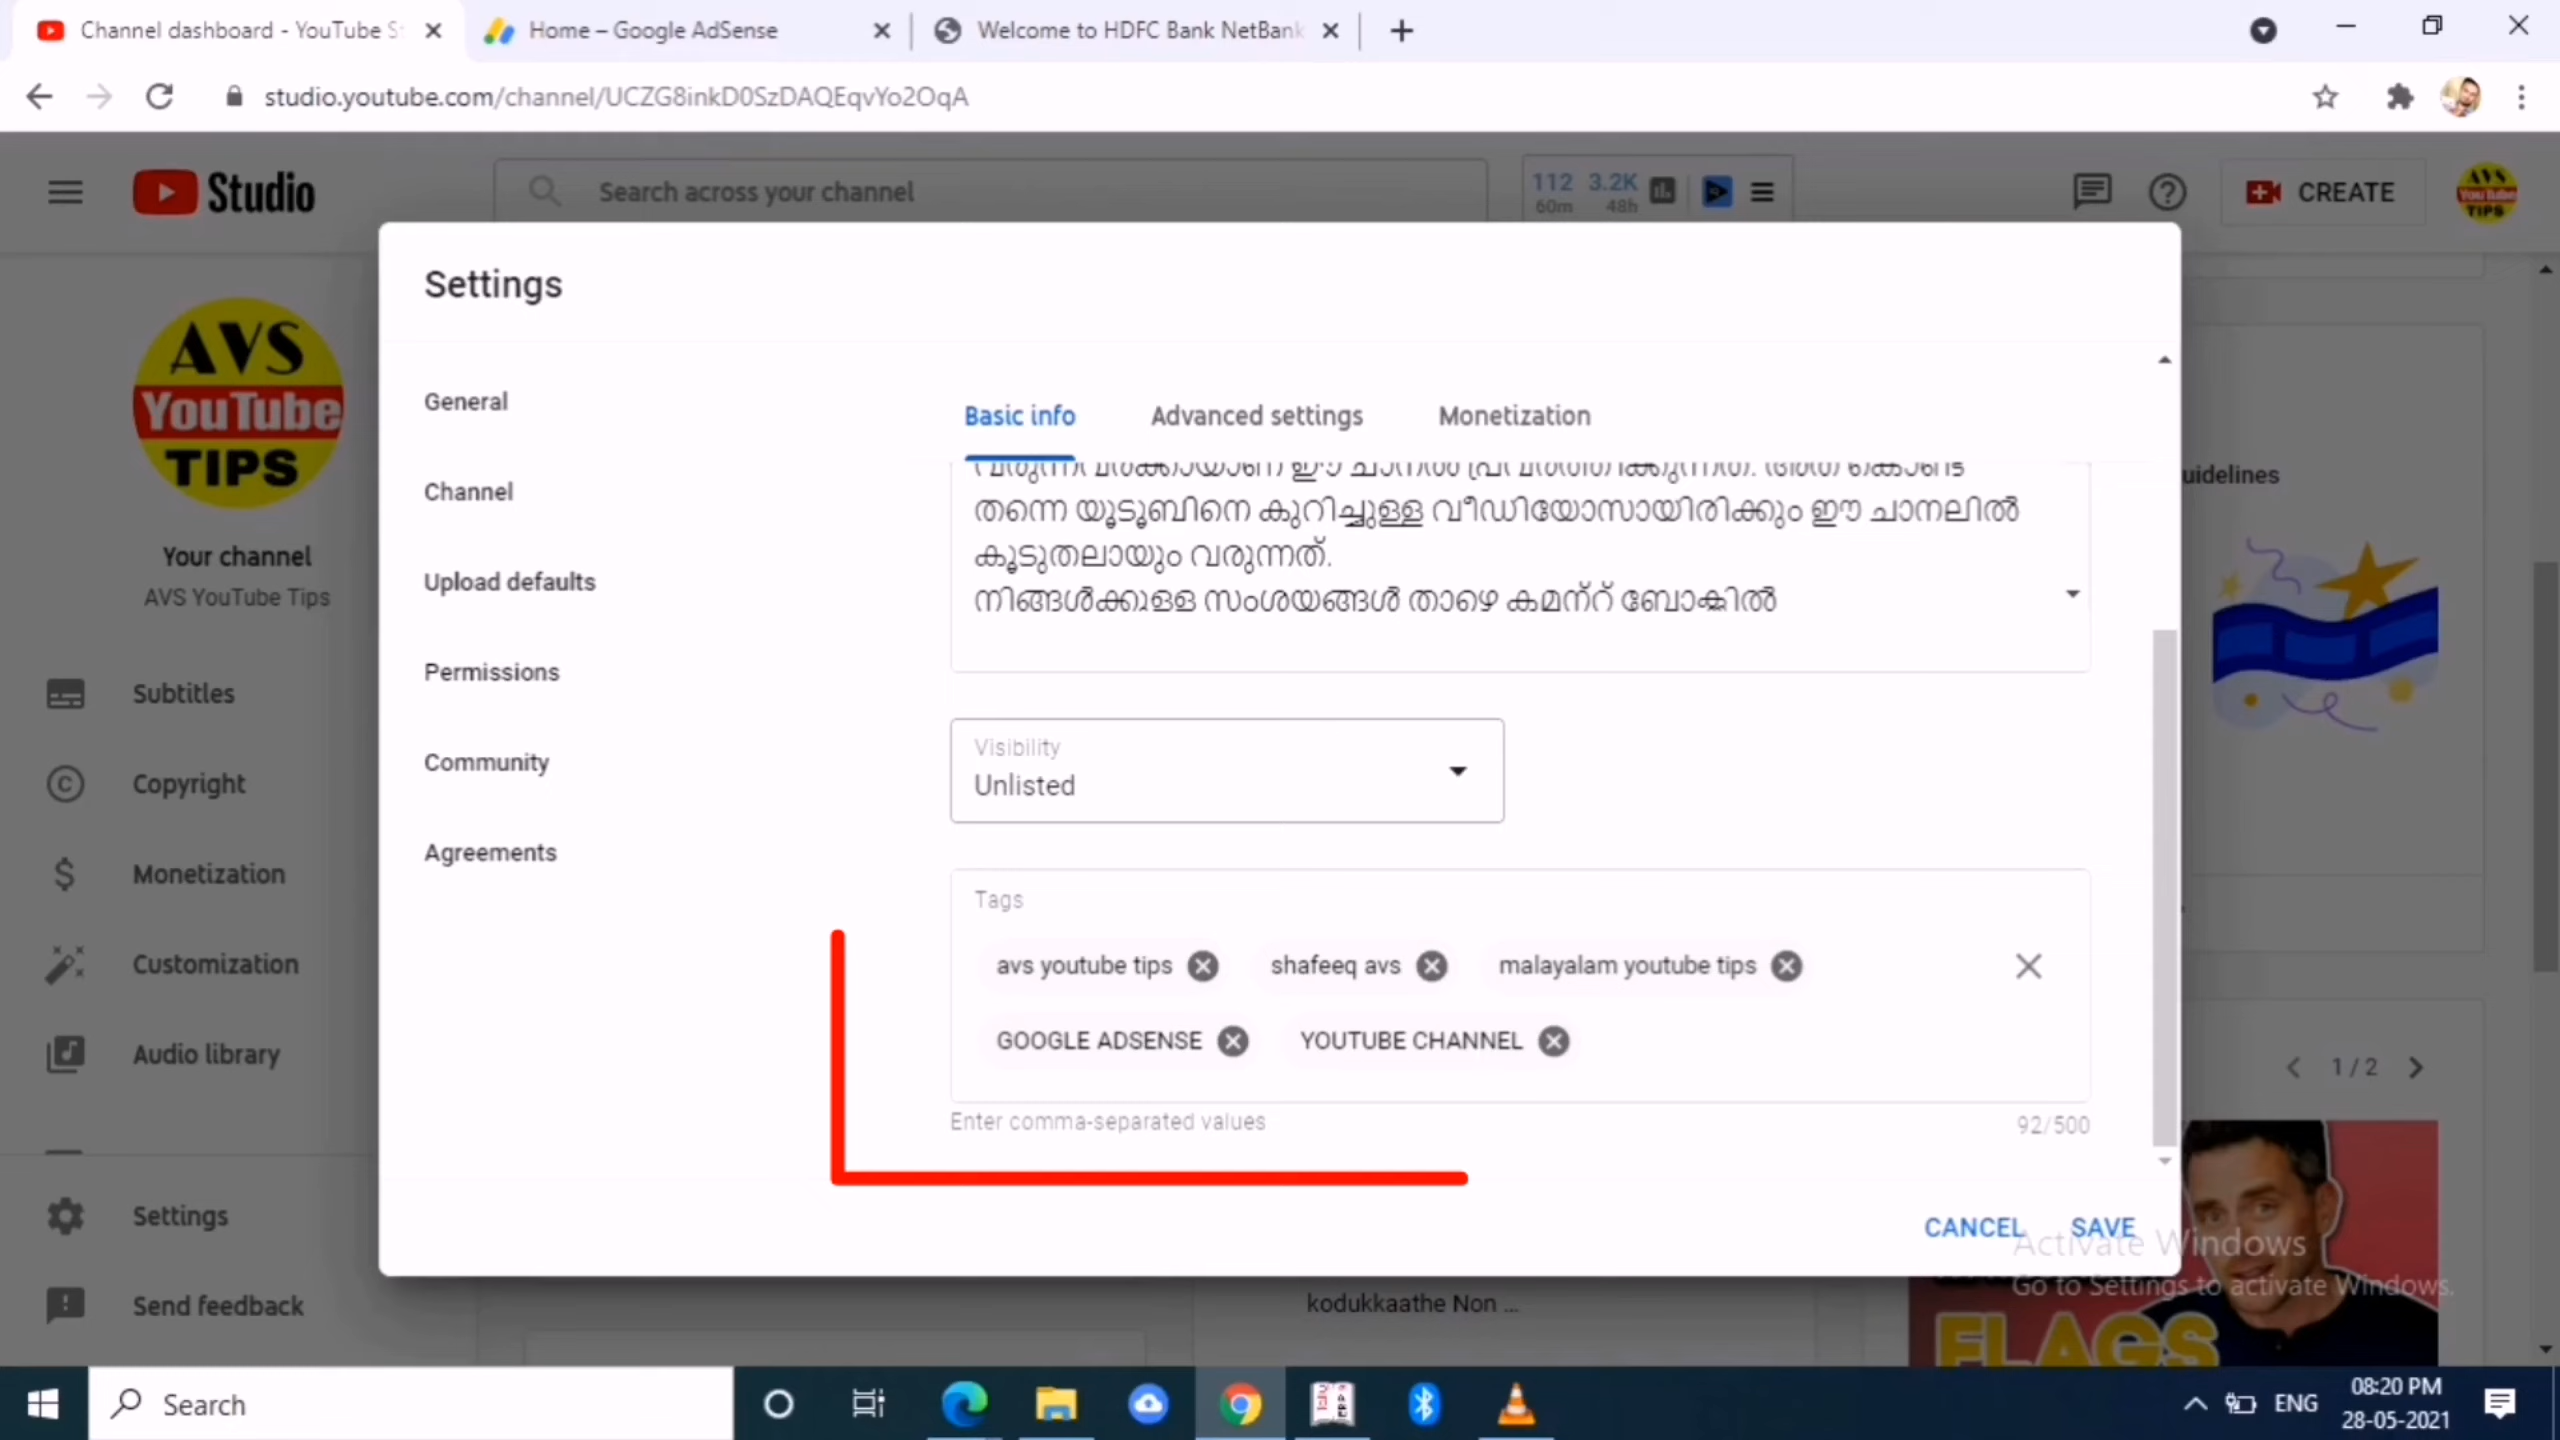 Channel dashboard - YouTube St
Home – Google AdSense
Welcome to HDFC Bank NetBank
studio.youtube.com/channel/UCZG8inkD0SzDAQEqvYo2OqA
Studio
Search across your channel
112 3.2K
60m 48h
CREATE
AVS
YouTube
TIPS
Settings
AVS
YouTube
TIPS
Your channel
AVS YouTube Tips
Subtitles
Copyright
Monetization
Customization
Audio library
Settings
Send feedback
General
Channel
Upload defaults
Permissions
Community
Agreements
Basic info Advanced settings Monetization
തന്നെ യൂടൂബിനെ കുറിച്ചുള്ള വീഡിയോസായിരിക്കും ഈ ചാനലിൽ
കൂടുതലായും വരുന്നത്.
നിങ്ങൾക്കുള്ള സംശയങ്ങൾ താഴെ കമന്റ് ബോക്സിൽ
Visibility
Unlisted
Tags
avs youtube tips shafeeq avs malayalam youtube tips
GOOGLE ADSENSE YOUTUBE CHANNEL
Enter comma-separated values 92/500
CANCEL SAVE
uidelines
1 / 2
Activate Windows
Go to Settings to activate Windows.
kodukkaathe Non ...
FLAGS
Search
ENG
08:20 PM
28-05-2021